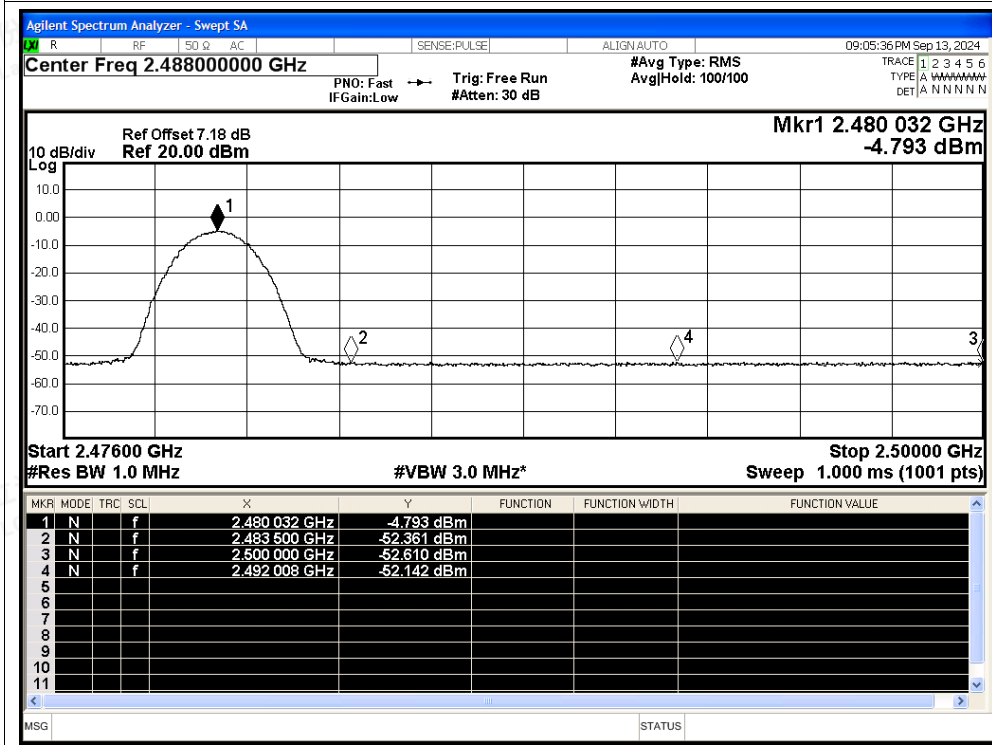 Agilent Spectrum Analyzer - Swept SA
LXI R RF 50 Ω AC SENSE:PULSE ALIGN AUTO 09:05:36 PM Sep 13, 2024
Center Freq 2.488000000 GHz
PNO: Fast Trig: Free Run #Avg Type: RMS TRACE 1 2 3 4 5 6
IFGain:Low #Atten: 30 dB Avg|Hold: 100/100 TYPE A WWWWW
DET A N N N N N
Mkr1 2.480 032 GHz
-4.793 dBm
Ref Offset 7.18 dB
10 dB/div Ref 20.00 dBm
Log
10.0
0.00
-10.0
-20.0
-30.0
-40.0
-50.0
-60.0
-70.0
1
2
4
3
Start 2.47600 GHz Stop 2.50000 GHz
#Res BW 1.0 MHz #VBW 3.0 MHz* Sweep 1.000 ms (1001 pts)
MKR MODE TRC SCL X Y FUNCTION FUNCTION WIDTH FUNCTION VALUE
1 N f 2.480 032 GHz -4.793 dBm
2 N f 2.483 500 GHz -52.361 dBm
3 N f 2.500 000 GHz -52.610 dBm
4 N f 2.492 008 GHz -52.142 dBm
5
6
7
8
9
10
11
MSG STATUS